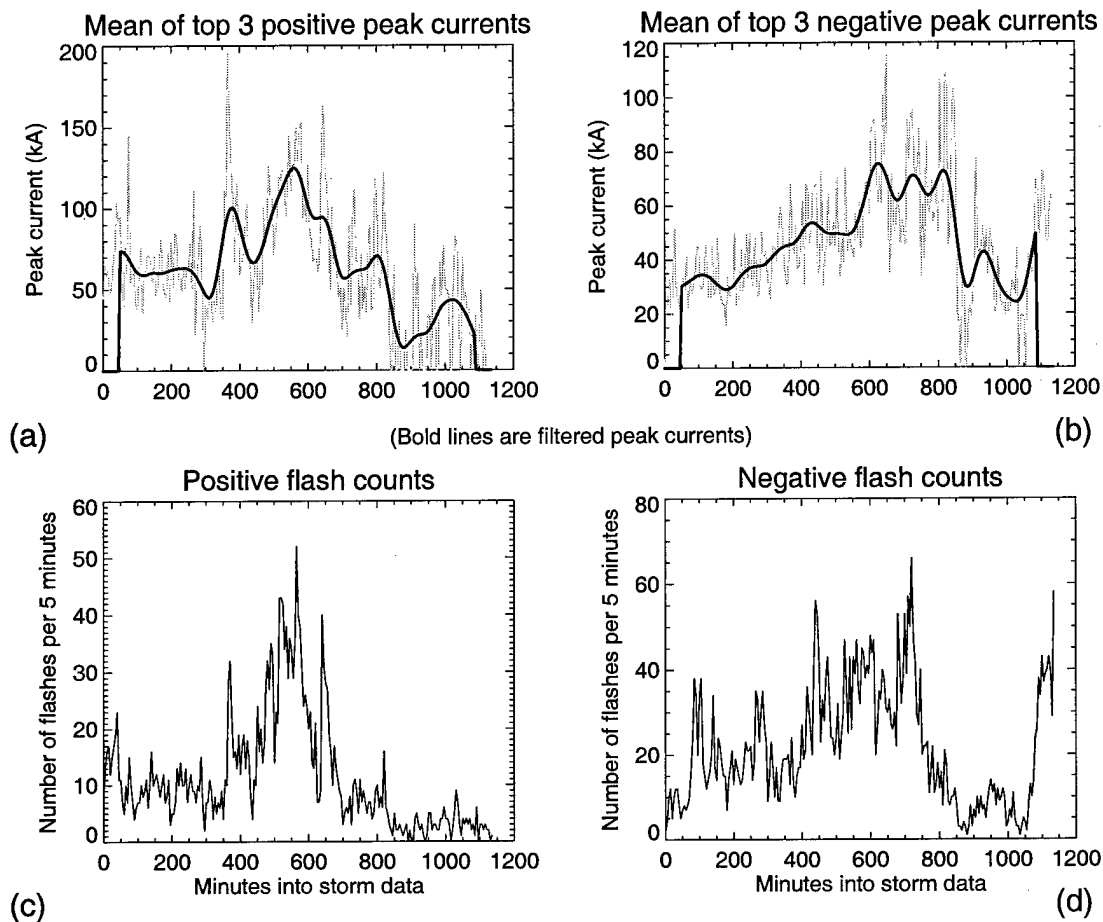 Mean of top 3 positive peak currents
Mean of top 3 negative peak currents
200
150
100
50
0
Peak current (kA)
0 200 400 600 800 1000 1200
120
100
80
60
40
20
0
Peak current (kA)
0 200 400 600 800 1000 1200
(a)
(Bold lines are filtered peak currents)
(b)
Positive flash counts
Negative flash counts
60
50
40
30
20
10
0
Number of flashes per 5 minutes
0 200 400 600 800 1000 1200
Minutes into storm data
80
60
40
20
0
Number of flashes per 5 minutes
0 200 400 600 800 1000 1200
Minutes into storm data
(c)
(d)